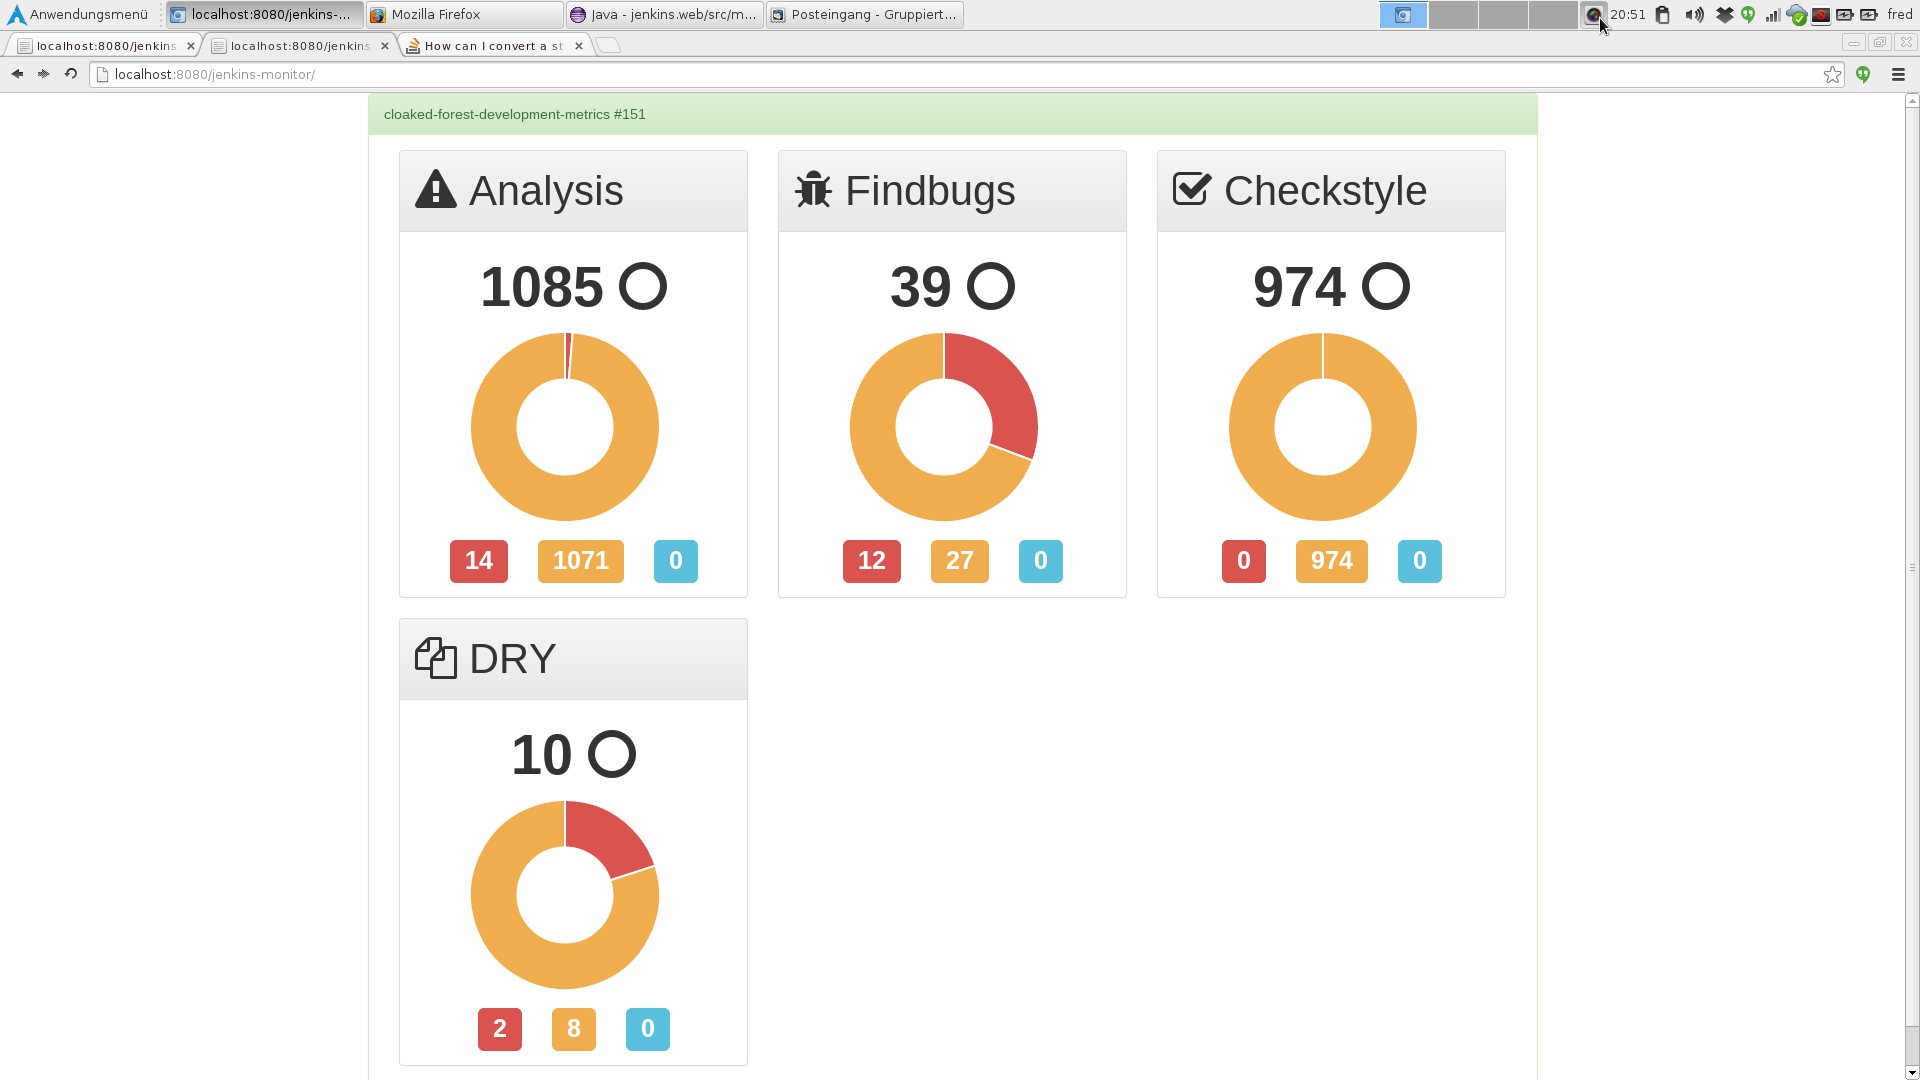 Anwendungsmenü
localhost:8080/jenkins-...
Mozilla Firefox
Java - jenkins.web/src/m...
Posteingang - Gruppiert...
20:51
fred
localhost:8080/jenkins
localhost:8080/jenkins
How can I convert a st
localhost:8080/jenkins-monitor/
cloaked-forest-development-metrics #151
Analysis
1085
14 1071 0
Findbugs
39
12 27 0
Checkstyle
974
0 974 0
DRY
10
2 8 0